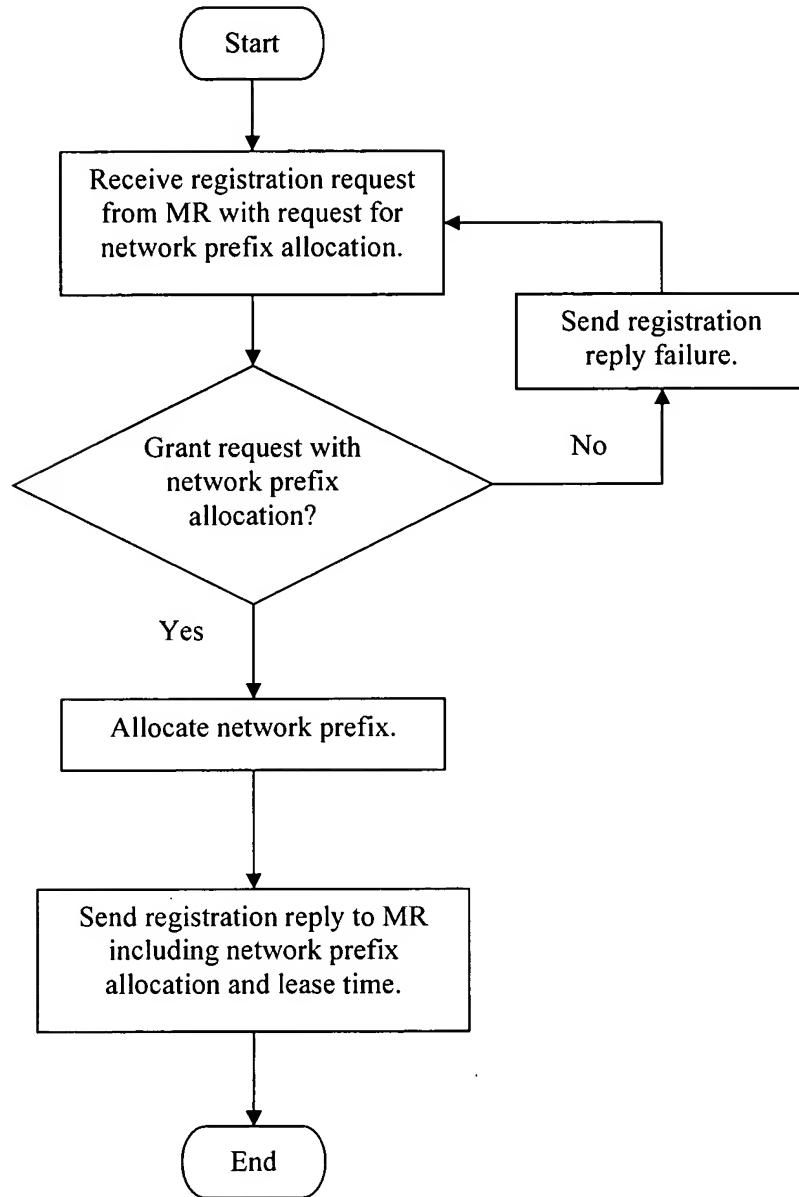 Start
Receive registration request
from MR with request for
network prefix allocation.
Send registration
reply failure.
Grant request with
network prefix
allocation?
No
Yes
Allocate network prefix.
Send registration reply to MR
including network prefix
allocation and lease time.
End